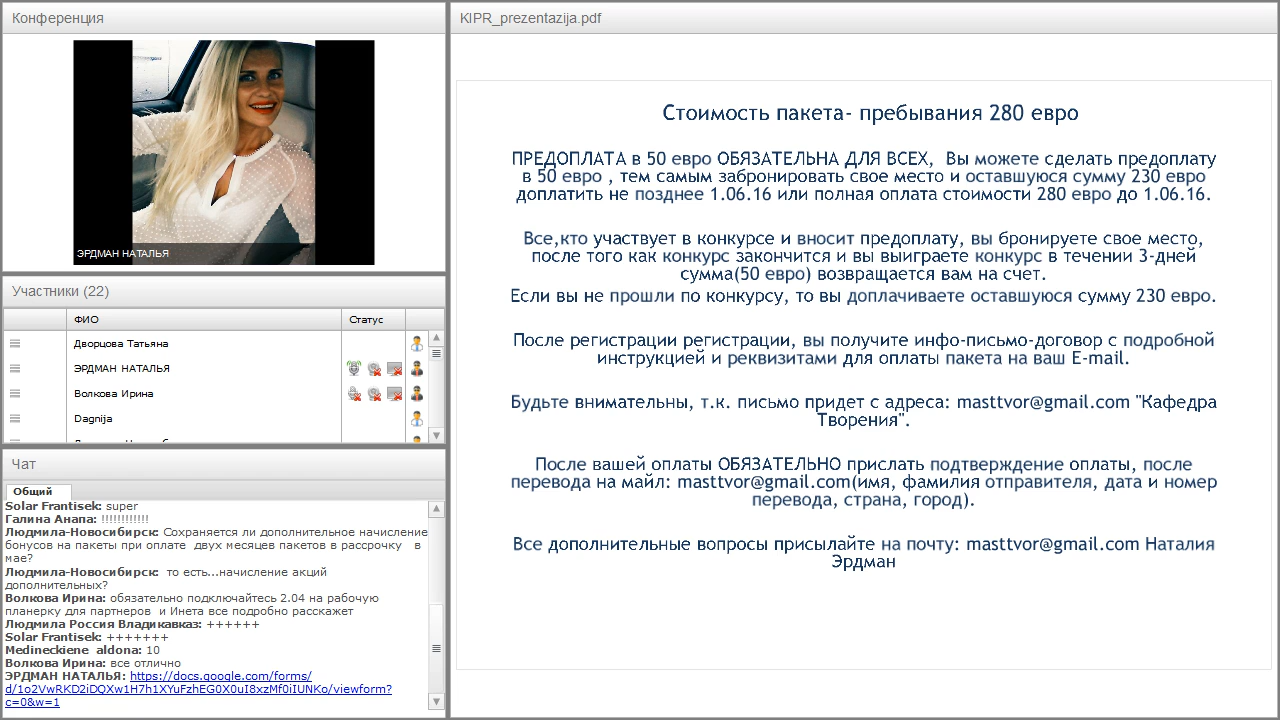 Конференция
ЭРДМАН НАТАЛЬЯ
Участники (22)
ФИО
Статус
Дворцова Татьяна
ЭРДМАН НАТАЛЬЯ
Волкова Ирина
Dagnija
Чат
Общий
Solar Frantisek: super
Галина Анапа: !!!!!!!!!!!!
Людмила-Новосибирск: Сохраняется ли дополнительное начисление
бонусов на пакеты при оплате двух месяцев пакетов в рассрочку в
мае?
Людмила-Новосибирск: то есть...начисление акций
дополнительных?
Волкова Ирина: обязательно подключайтесь 2.04 на рабочую
планерку для партнеров и Инета все подробно расскажет
Людмила Россия Владикавказ: ++++++
Solar Frantisek: +++++++
Medineckiene aldona: 10
Волкова Ирина: все отлично
ЭРДМАН НАТАЛЬЯ: https://docs.google.com/forms/
d/1o2VwRKD2iDQXw1H7h1XYuFzhEG0X0uI8xzMf0iIUNKo/viewform?
c=0&w=1
KIPR_prezentazija.pdf
Стоимость пакета- пребывания 280 евро
ПРЕДОПЛАТА в 50 евро ОБЯЗАТЕЛЬНА ДЛЯ ВСЕХ, Вы можете сделать предоплату
в 50 евро , тем самым забронировать свое место и оставшуюся сумму 230 евро
доплатить не позднее 1.06.16 или полная оплата стоимости 280 евро до 1.06.16.
Все,кто участвует в конкурсе и вносит предоплату, вы бронируете свое место,
после того как конкурс закончится и вы выиграете конкурс в течении 3-дней
сумма(50 евро) возвращается вам на счет.
Если вы не прошли по конкурсу, то вы доплачиваете оставшуюся сумму 230 евро.
После регистрации регистрации, вы получите инфо-письмо-договор с подробной
инструкцией и реквизитами для оплаты пакета на ваш E-mail.
Будьте внимательны, т.к. письмо придет с адреса: masttvor@gmail.com "Кафедра
Творения".
После вашей оплаты ОБЯЗАТЕЛЬНО прислать подтверждение оплаты, после
перевода на майл: masttvor@gmail.com(имя, фамилия отправителя, дата и номер
перевода, страна, город).
Все дополнительные вопросы присылайте на почту: masttvor@gmail.com Наталия
Эрдман